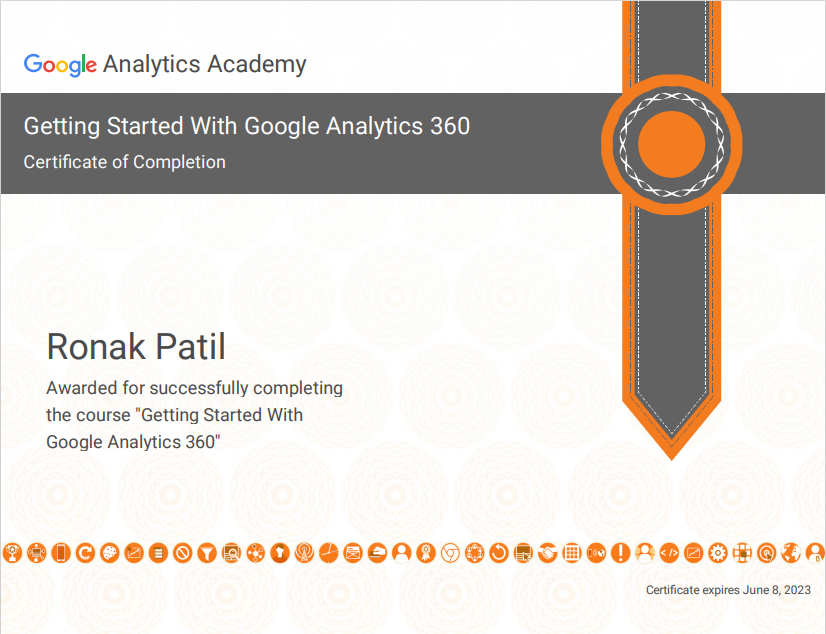 Google Analytics Academy
Getting Started With Google Analytics 360
Certificate of Completion
Ronak Patil
Awarded for successfully completing
the course "Getting Started With
Google Analytics 360"
Certificate expires June 8, 2023